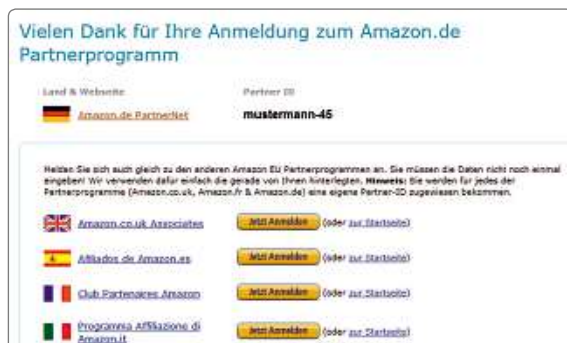 Vielen Dank für Ihre Anmeldung zum Amazon.de
Partnerprogramm
Land & Webseite Partner ID
Amazon.de PartnerNet mustermann-45
Melden Sie sich auch gleich zu den anderen Amazon EU Partnerprogrammen an. Sie müssen die Daten nicht noch einmal
eingeben! Wir verwenden dafür einfach die gerade von Ihnen hinterlegten. Hinweis: Sie werden für jedes der
Partnerprogramme (Amazon.co.uk, Amazon.fr & Amazon.de) eine eigene Partner-ID zugewiesen bekommen.
Amazon.co.uk Associates Jetzt Anmelden (oder zur Startseite)
Afiliados de Amazon.es Jetzt Anmelden (oder zur Startseite)
Club Partenaires Amazon Jetzt Anmelden (oder zur Startseite)
Programma Affiliazione di
Amazon.it Jetzt Anmelden (oder zur Startseite)